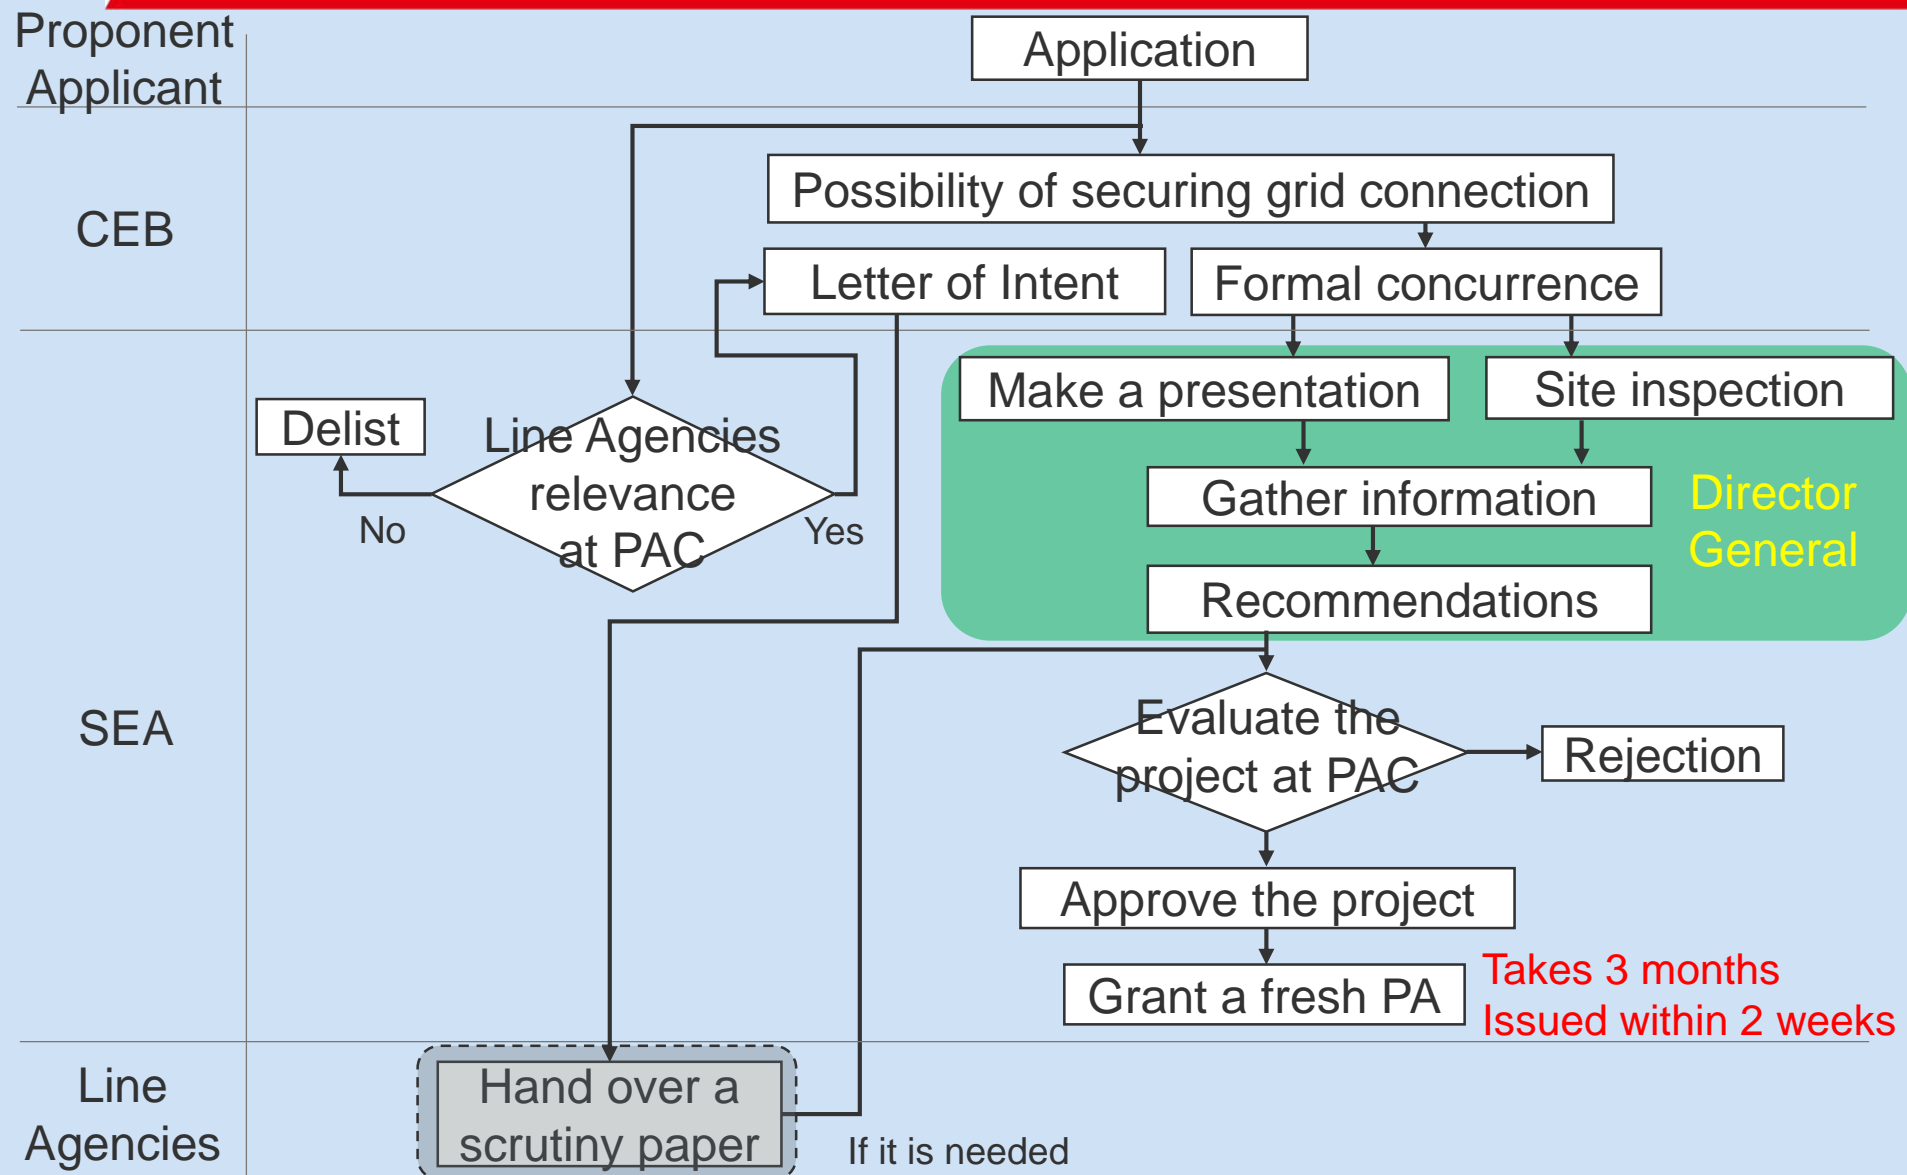 Proponent
Applicant
Application
CEB
Possibility of securing grid connection
Letter of Intent
Formal concurrence
SEA
Delist
Line Agencies
relevance
at PAC
No
Yes
Make a presentation
Site inspection
Gather information
Director
General
Recommendations
Evaluate the
project at PAC
Rejection
Approve the project
Grant a fresh PA
Takes 3 months
Issued within 2 weeks
Line
Agencies
Hand over a
scrutiny paper
If it is needed